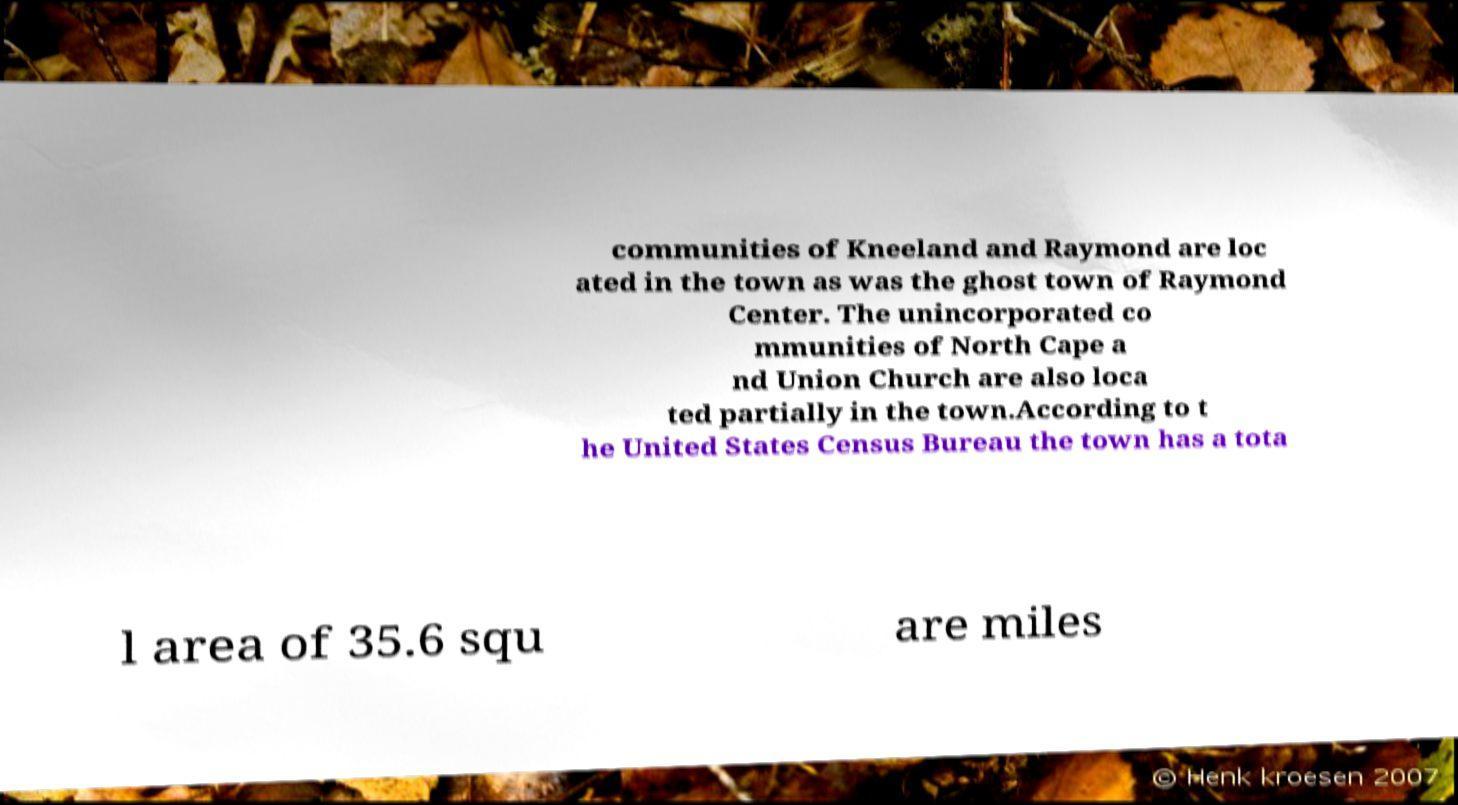 communities of Kneeland and Raymond are loc
ated in the town as was the ghost town of Raymond
Center. The unincorporated co
mmunities of North Cape a
nd Union Church are also loca
ted partially in the town.According to t
he United States Census Bureau the town has a tota
l area of 35.6 squ are miles
© Henk kroesen 2007